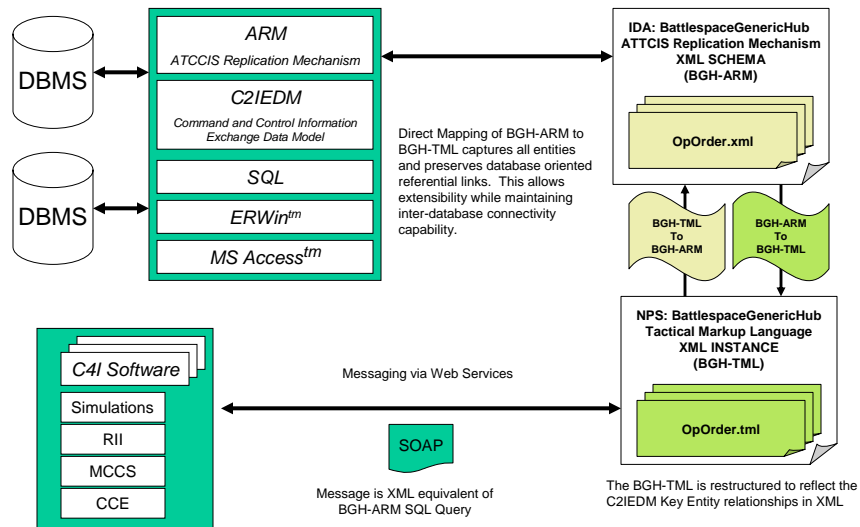 DBMS
DBMS
ARM
ATCCIS Replication Mechanism
C2IEDM
Command and Control Information
Exchange Data Model
SQL
ERWin tm
MS Access tm
Direct Mapping of BGH-ARM to
BGH-TML captures all entities
and preserves database oriented
referential links. This allows
extensibility while maintaining
inter-database connectivity
capability.
IDA: BattlespaceGenericHub
ATTCIS Replication Mechanism
XML SCHEMA
(BGH-ARM)
OpOrder.xml
BGH-TML
To
BGH-ARM
BGH-ARM
To
BGH-TML
NPS: BattlespaceGenericHub
Tactical Markup Language
XML INSTANCE
(BGH-TML)
OpOrder.tml
The BGH-TML is restructured to reflect the
C2IEDM Key Entity relationships in XML
C4I Software
Simulations
RII
MCCS
CCE
Messaging via Web Services
SOAP
Message is XML equivalent of
BGH-ARM SQL Query